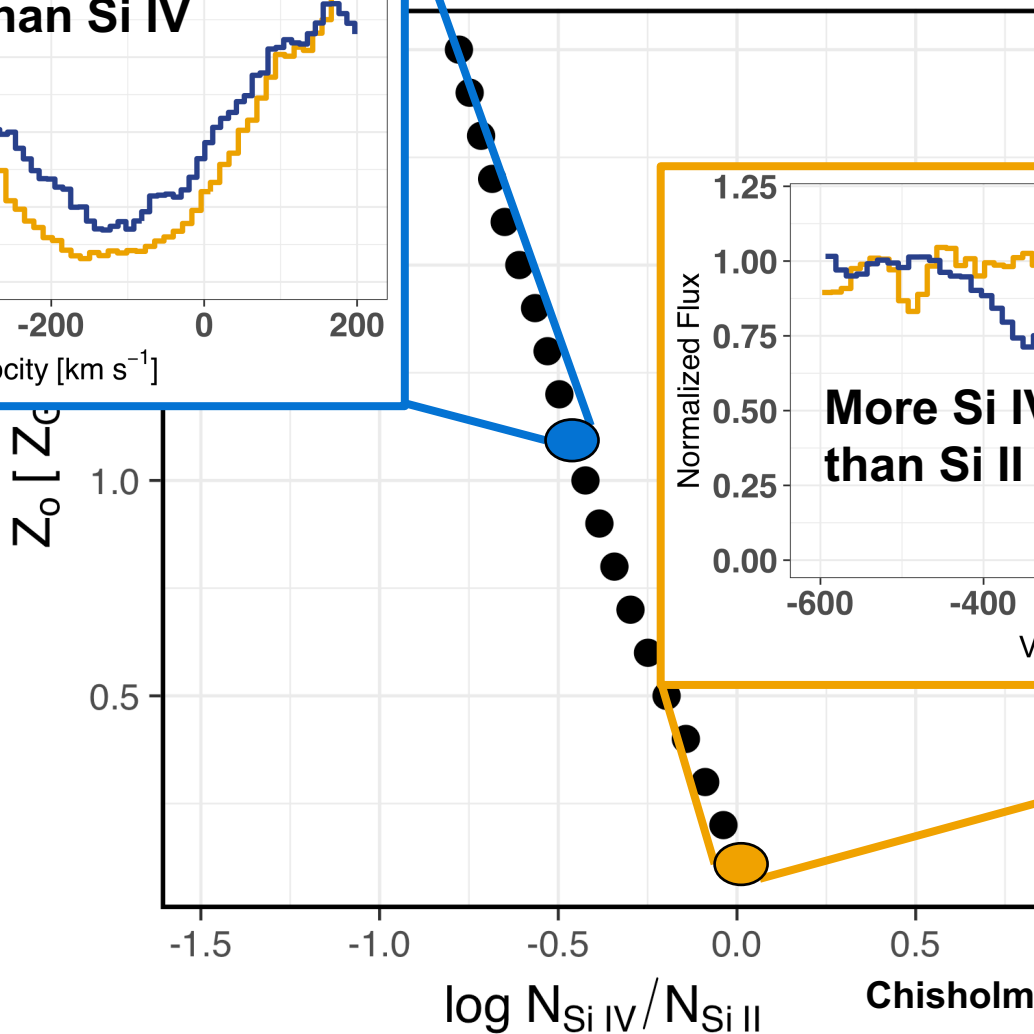 han Si IV
-200 0 200
ocity [km s⁻¹]
1.25
1.00
0.75
0.50
0.25
0.00
Normalized Flux
More Si IV
than Si II
-600 -400
V
Z₀ [ Z
1.0
0.5
-1.5 -1.0 -0.5 0.0 0.5
log N_Si IV/N_Si II
Chisholm